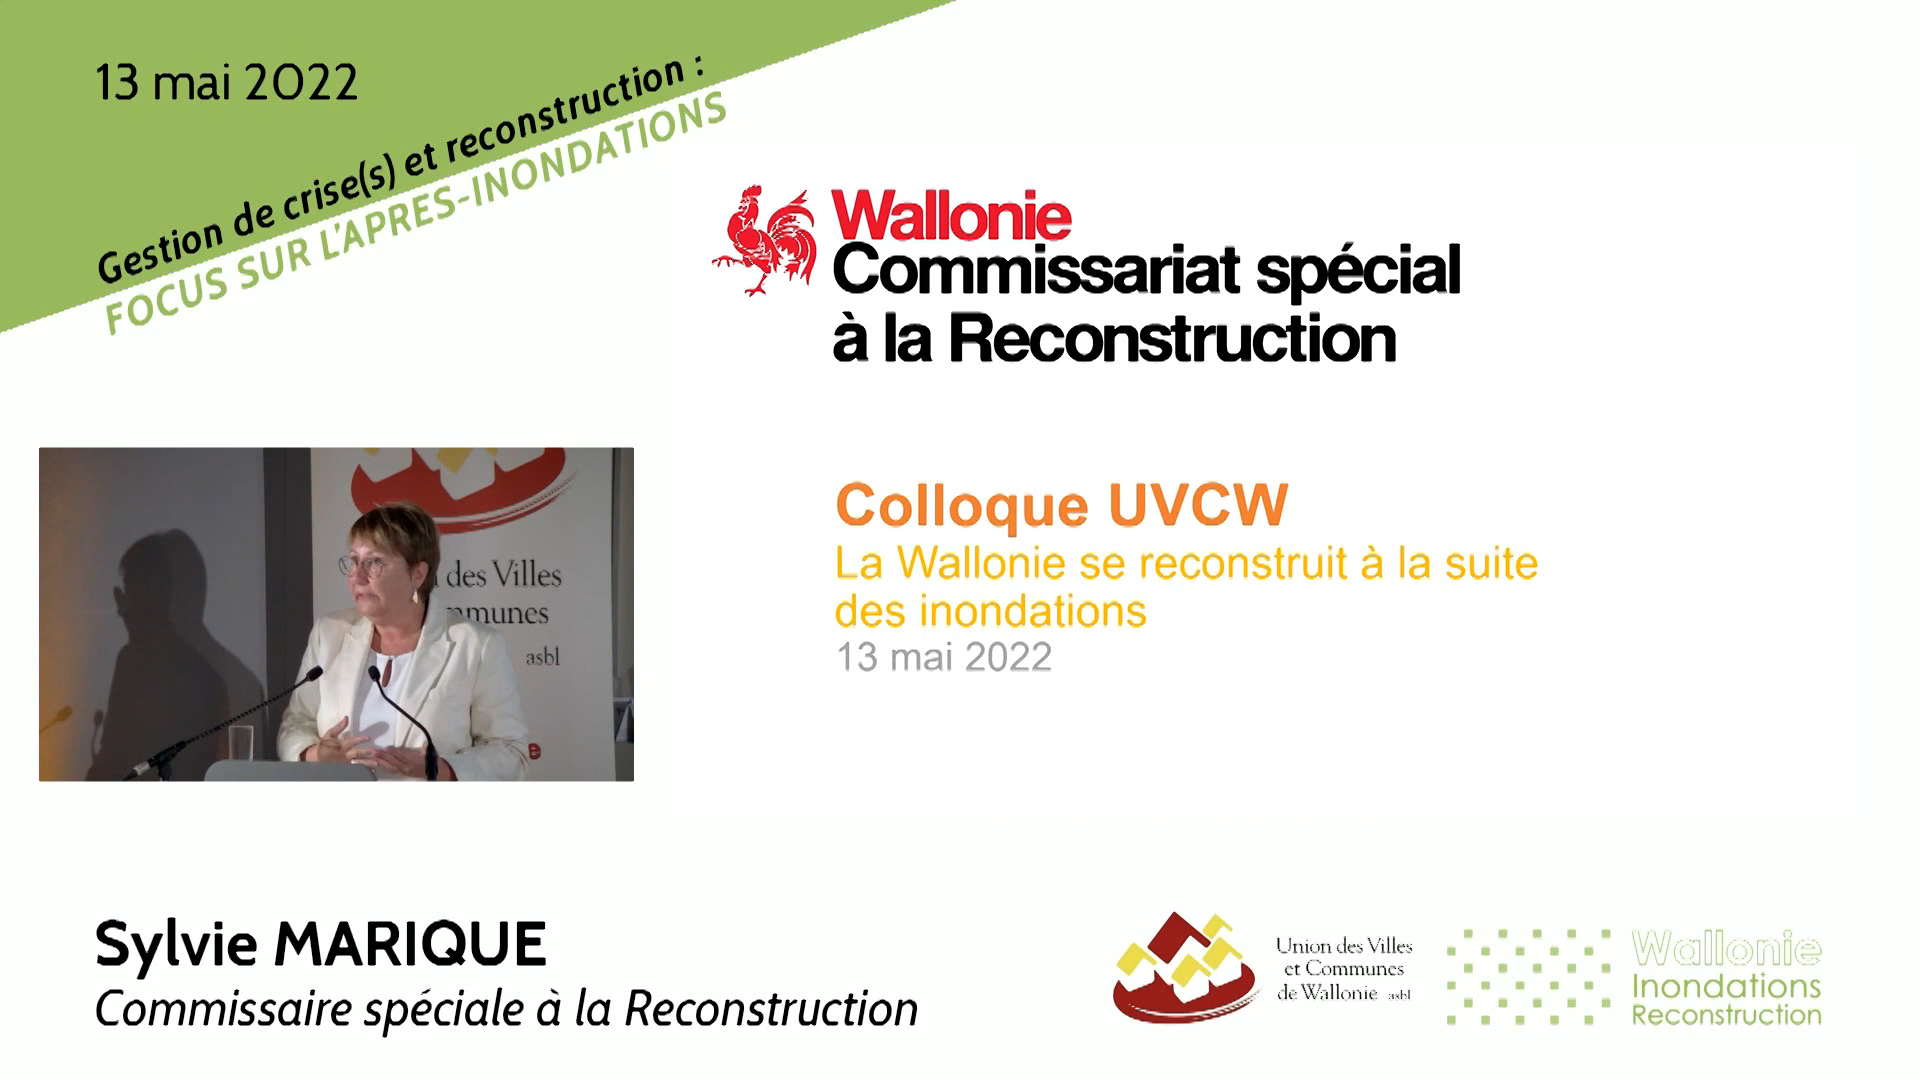 13 mai 2022
Gestion de crise(s) et reconstruction :
FOCUS SUR L'APRES-INONDATIONS
Wallonie
Commissariat spécial
à la Reconstruction
Colloque UVCW
La Wallonie se reconstruit à la suite
des inondations
13 mai 2022
des Villes
mmunes
asbl
e
Sylvie MARIQUE
Commissaire spéciale à la Reconstruction
Union des Villes
et Communes
de Wallonie asbl
Wallonie
Inondations
Reconstruction